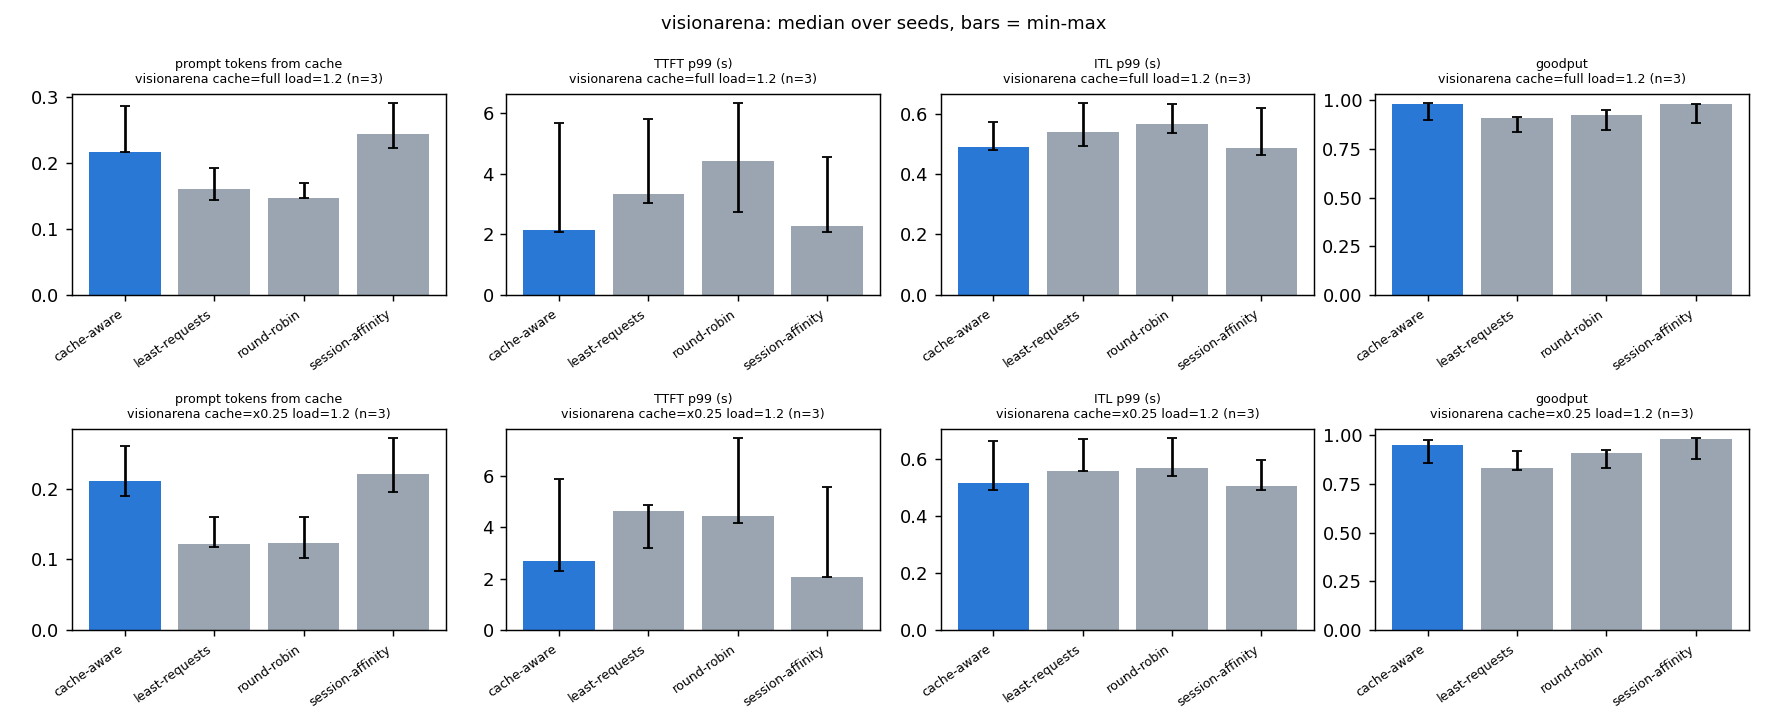 visionarena: median over seeds, bars = min-max
prompt tokens from cache
visionarena cache=full load=1.2 (n=3)
0.3
0.2
0.1
0.0
cache-aware
least-requests
round-robin
session-affinity
TTFT p99 (s)
visionarena cache=full load=1.2 (n=3)
6
4
2
0
cache-aware
least-requests
round-robin
session-affinity
ITL p99 (s)
visionarena cache=full load=1.2 (n=3)
0.6
0.4
0.2
0.0
cache-aware
least-requests
round-robin
session-affinity
goodput
visionarena cache=full load=1.2 (n=3)
1.00
0.75
0.50
0.25
0.00
cache-aware
least-requests
round-robin
session-affinity
prompt tokens from cache
visionarena cache=x0.25 load=1.2 (n=3)
0.2
0.1
0.0
cache-aware
least-requests
round-robin
session-affinity
TTFT p99 (s)
visionarena cache=x0.25 load=1.2 (n=3)
6
4
2
0
cache-aware
least-requests
round-robin
session-affinity
ITL p99 (s)
visionarena cache=x0.25 load=1.2 (n=3)
0.6
0.4
0.2
0.0
cache-aware
least-requests
round-robin
session-affinity
goodput
visionarena cache=x0.25 load=1.2 (n=3)
1.00
0.75
0.50
0.25
0.00
cache-aware
least-requests
round-robin
session-affinity